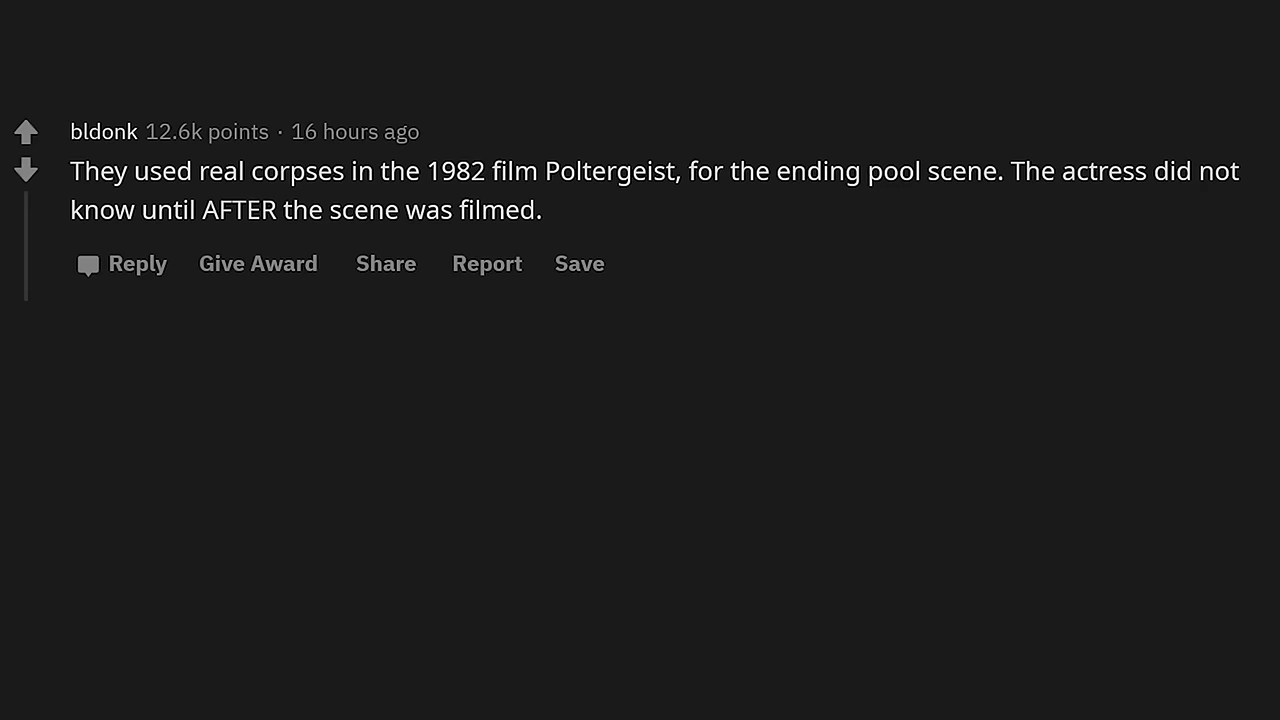 bldonk 12.6k points · 16 hours ago
They used real corpses in the 1982 film Poltergeist, for the ending pool scene. The actress did not
know until AFTER the scene was filmed.
Reply Give Award Share Report Save